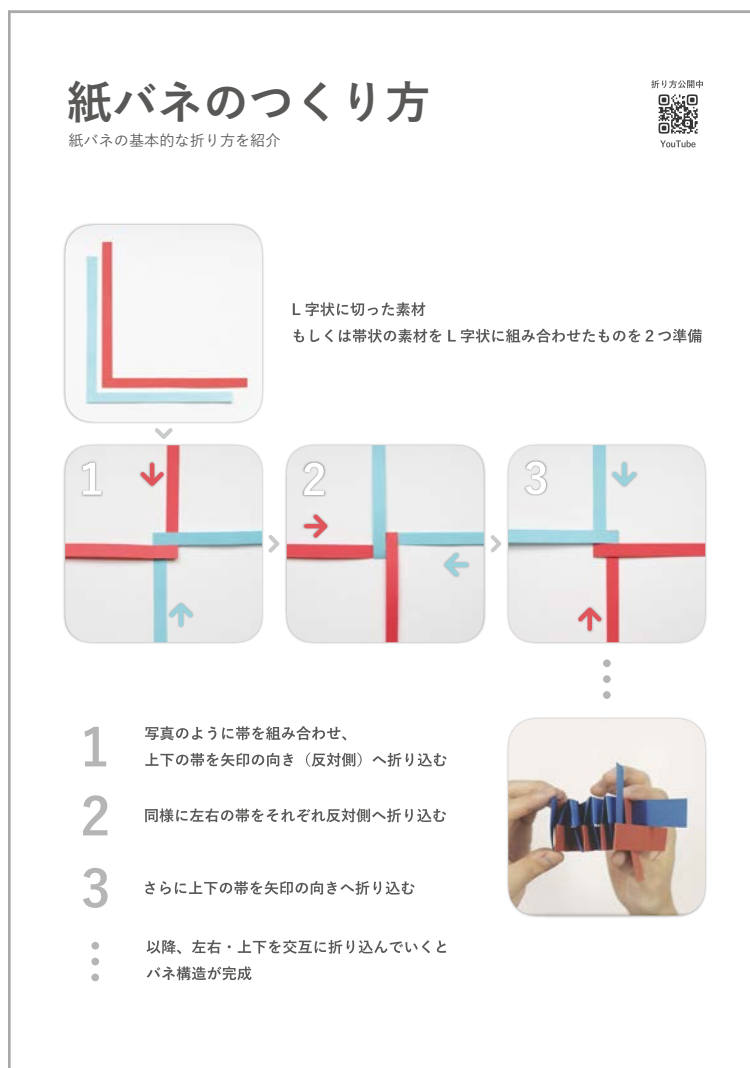 紙バネのつくり方
紙バネの基本的な折り方を紹介
折り方公開中
YouTube
L字状に切った素材
もしくは帯状の素材をL字状に組み合わせたものを2つ準備
1
2
3
1
写真のように帯を組み合わせ、
上下の帯を矢印の向き（反対側）へ折り込む
2
同様に左右の帯をそれぞれ反対側へ折り込む
3
さらに上下の帯を矢印の向きへ折り込む
以降、左右・上下を交互に折り込んでいくと
バネ構造が完成